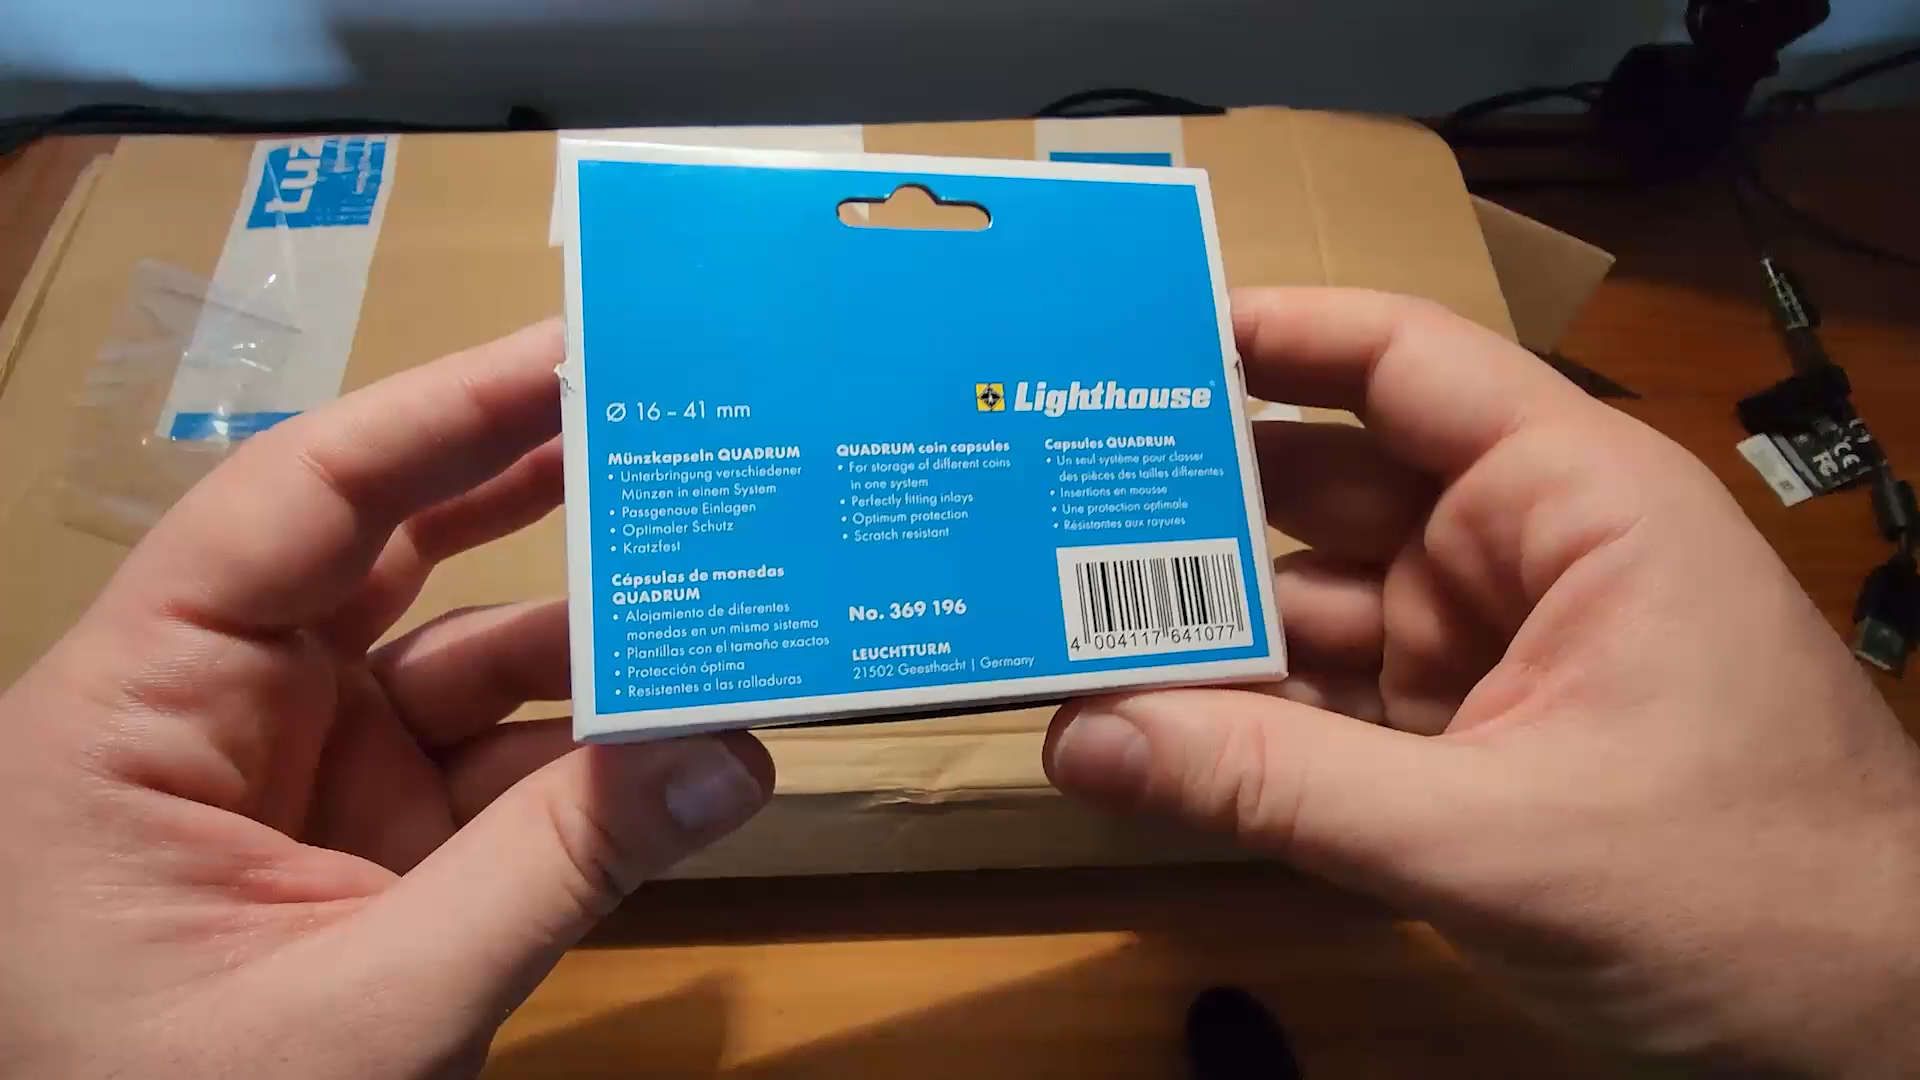 Lighthouse®
Ø 16 - 41 mm
Münzkapseln QUADRUM
• Unterbringung verschiedener
Münzen in einem System
• Passgenaue Einlagen
• Optimaler Schutz
• Kratzfest
QUADRUM coin capsules
• For storage of different coins
in one system
• Perfectly fitting inlays
• Optimum protection
• Scratch resistant
Capsules QUADRUM
• Un seul système pour classer
des pièces des tailles differentes
• Insertions en mousse
• Une protection optimale
• Résistantes aux rayures
Cápsulas de monedas
QUADRUM
• Alojamiento de diferentes
monedas en un mismo sistema
• Plantillas con el tamaño exactos
• Protección óptima
• Resistentes a las ralladuras
No. 369 196
LEUCHTTURM
21502 Geesthacht | Germany
4 004117 641077
CE